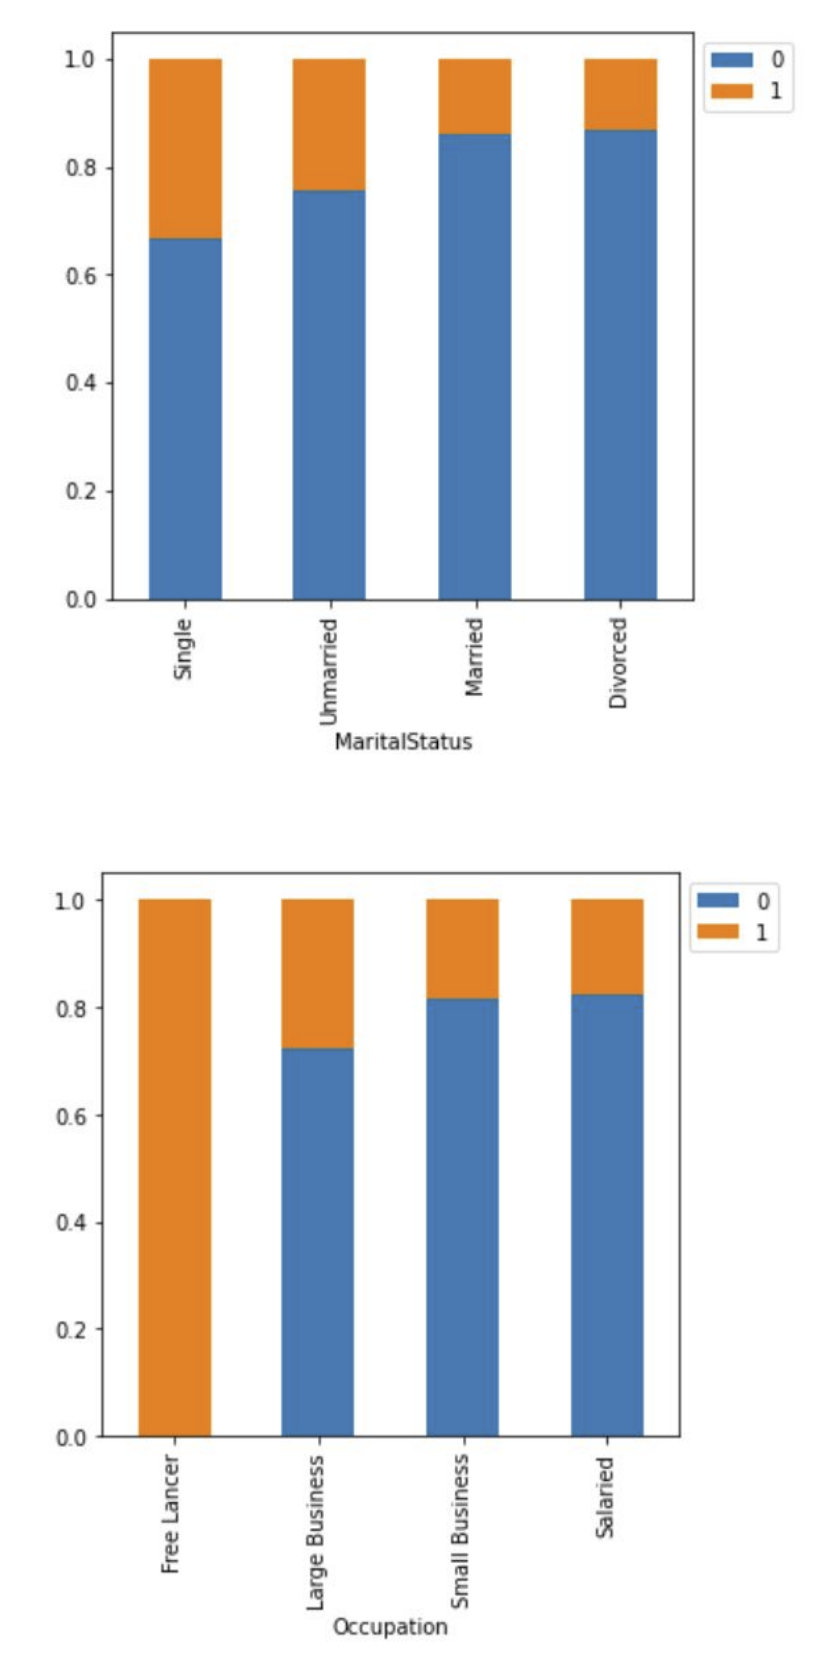 1.0
0.8
0.6
0.4
0.2
0.0
0
1
Single
Unmarried
Married
Divorced
MaritalStatus
1.0
0.8
0.6
0.4
0.2
0.0
0
1
Free Lancer
Large Business
Small Business
Salaried
Occupation